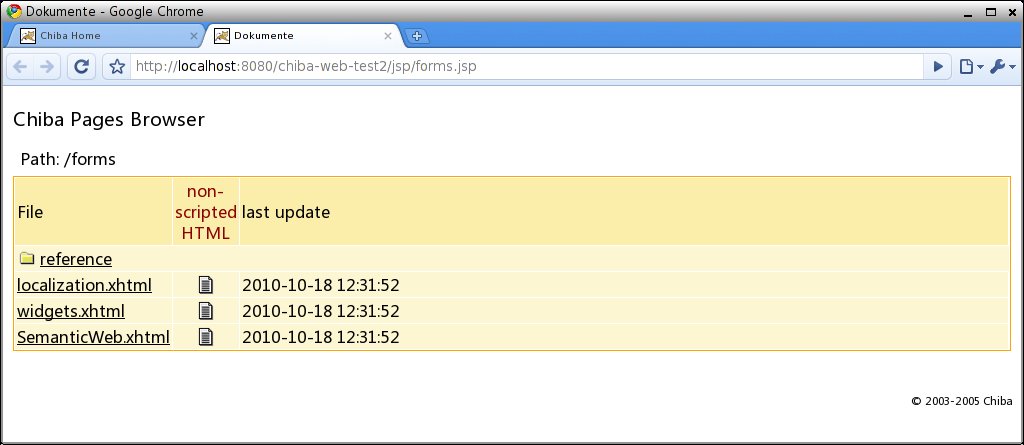 Dokumente - Google Chrome
Chiba Home
Dokumente
http://localhost:8080/chiba-web-test2/jsp/forms.jsp
Chiba Pages Browser
Path: /forms
File
non-
scripted
HTML
last update
reference
localization.xhtml 2010-10-18 12:31:52
widgets.xhtml 2010-10-18 12:31:52
SemanticWeb.xhtml 2010-10-18 12:31:52
© 2003-2005 Chiba